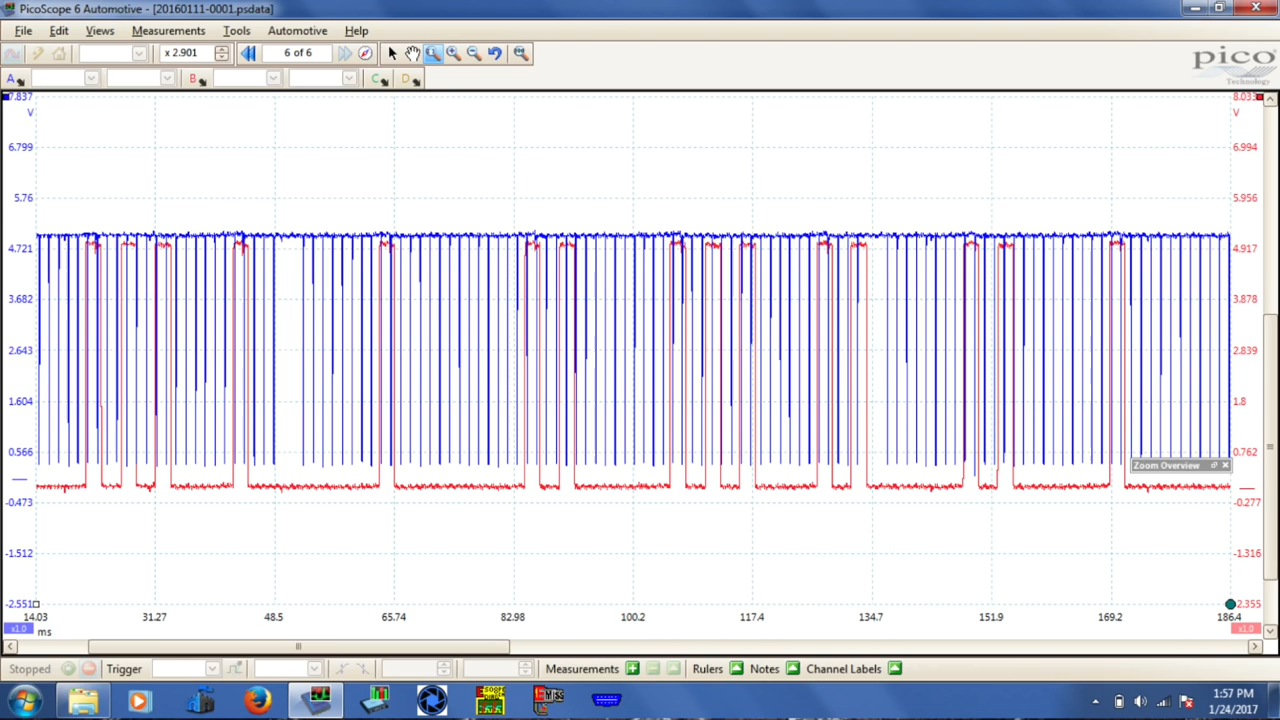 PicoScope 6 Automotive - [20160111-0001.psdata]
File Edit Views Measurements Tools Automotive Help
x 2.901 6 of 6
pico
Technology
A B C D
7.837 8.033
V V
6.799 6.994
5.76 5.956
4.721 4.917
3.682 3.878
2.643 2.839
1.604 1.8
0.566 0.762
Zoom Overview
-0.473 -0.277
-1.512 -1.316
-2.551 -2.355
14.03 31.27 48.5 65.74 82.98 100.2 117.4 134.7 151.9 169.2 186.4
x1.0 ms x1.0
Stopped Trigger Measurements Rulers Notes Channel Labels
1:57 PM
1/24/2017